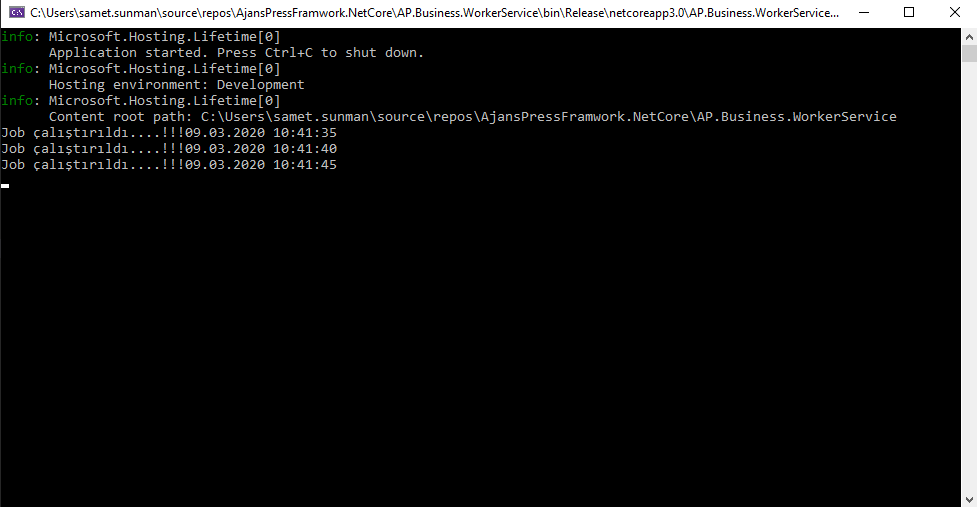 C:\Users\samet.sunman\source\repos\AjansPressFramwork.NetCore\AP.Business.WorkerService\bin\Release\netcoreapp3.0\AP.Business.WorkerService...
info: Microsoft.Hosting.Lifetime[0]
      Application started. Press Ctrl+C to shut down.
info: Microsoft.Hosting.Lifetime[0]
      Hosting environment: Development
info: Microsoft.Hosting.Lifetime[0]
      Content root path: C:\Users\samet.sunman\source\repos\AjansPressFramwork.NetCore\AP.Business.WorkerService
Job çalıştırıldı....!!!09.03.2020 10:41:35
Job çalıştırıldı....!!!09.03.2020 10:41:40
Job çalıştırıldı....!!!09.03.2020 10:41:45